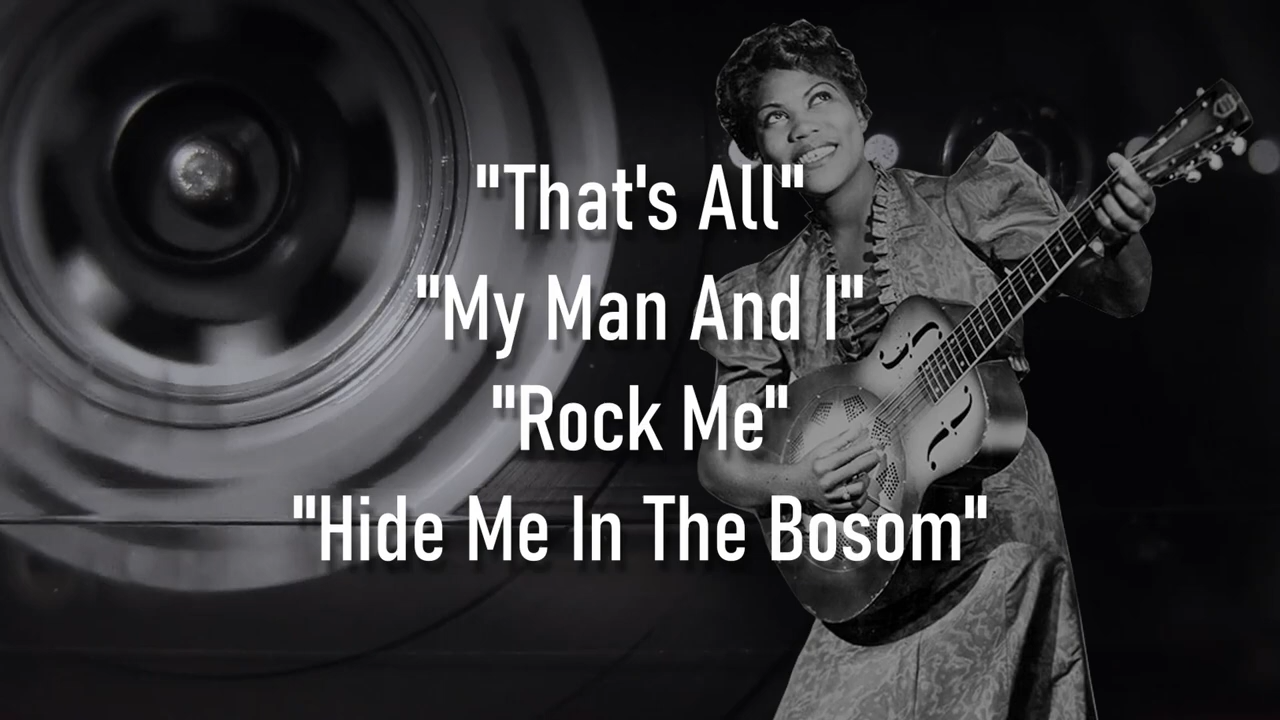 "That's All"
"My Man And I"
"Rock Me"
"Hide Me In The Bosom"